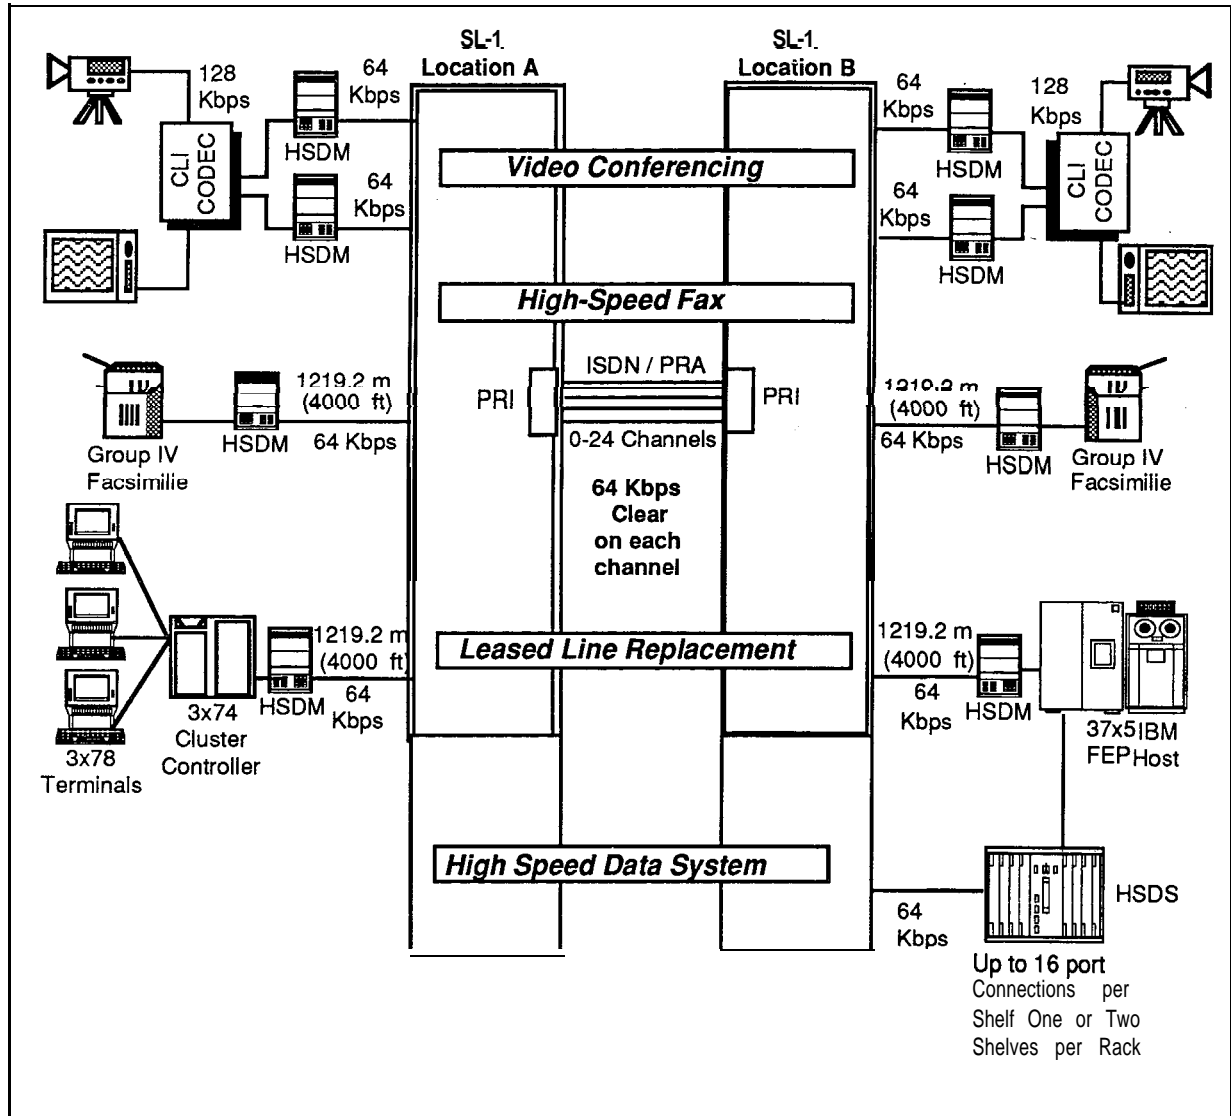 SL-1
Location A
SL-1
Location B
128
Kbps
64
Kbps
HSDM
CLI
CODEC
64
Kbps
HSDM
64
Kbps
HSDM
128
Kbps
CLI
CODEC
64
Kbps
HSDM
Video Conferencing
High-Speed Fax
ISDN / PRA
PRI
PRI
0-24 Channels
64 Kbps
Clear
on each
channel
1219.2 m
(4000 ft)
64 Kbps
HSDM
Group IV
Facsimilie
1219.2 m
(4000 ft)
64 Kbps
HSDM
Group IV
Facsimilie
Leased Line Replacement
1219.2 m
(4000 ft)
64
Kbps
HSDM
3x74
Cluster
Controller
3x78
Terminals
1219.2 m
(4000 ft)
64
Kbps
HSDM
37x5 IBM
FEP Host
High Speed Data System
64
Kbps
HSDS
Up to 16 port
Connections per
Shelf One or Two
Shelves per Rack